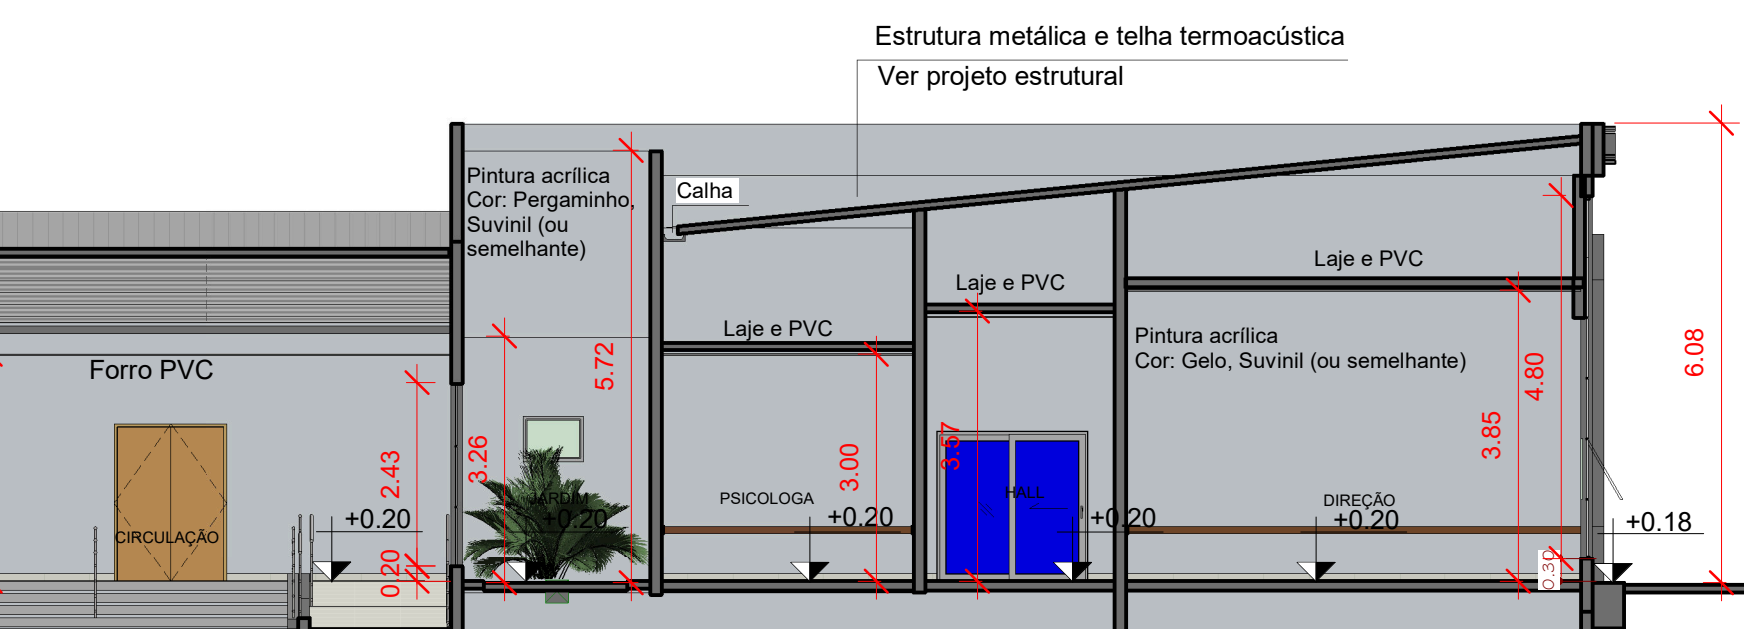 Estrutura metálica e telha termoacústica
Ver projeto estrutural
Pintura acrílica
Cor: Pergaminho,
Suvinil (ou
semelhante)
Calha
Laje e PVC
Laje e PVC
Laje e PVC
Forro PVC
Pintura acrílica
Cor: Gelo, Suvinil (ou semelhante)
5.72
6.08
4.80
3.85
3.57
3.00
3.26
2.43
0.20
0.30
CIRCULAÇÃO
+0.20
JARDIM
+0.20
PSICOLOGA
+0.20
HALL
+0.20
DIREÇÃO
+0.20
+0.18